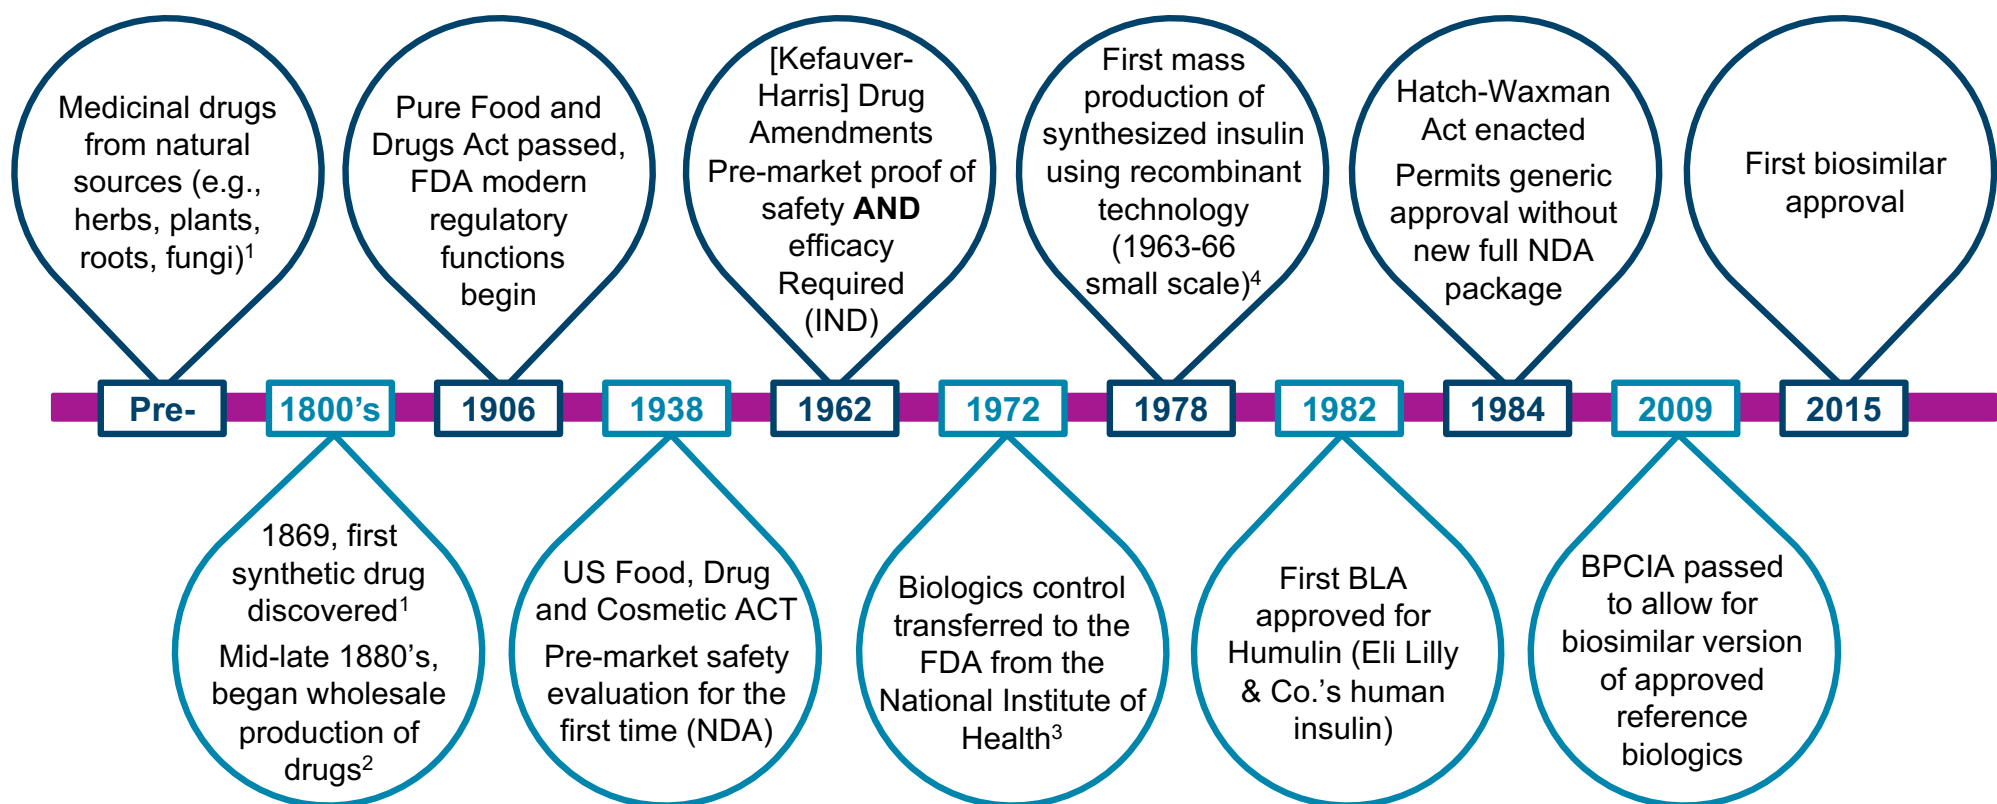 Medicinal drugs
from natural
sources (e.g.,
herbs, plants,
roots, fungi)¹
Pure Food and
Drugs Act passed,
FDA modern
regulatory
functions
begin
[Kefauver-
Harris] Drug
Amendments
Pre-market proof of
safety AND
efficacy
Required
(IND)
First mass
production of
synthesized insulin
using recombinant
technology
(1963-66
small scale)⁴
Hatch-Waxman
Act enacted
Permits generic
approval without
new full NDA
package
First biosimilar
approval
Pre-
1800’s
1906
1938
1962
1972
1978
1982
1984
2009
2015
1869, first
synthetic drug
discovered¹
Mid-late 1880’s,
began wholesale
production of
drugs²
US Food, Drug
and Cosmetic ACT
Pre-market safety
evaluation for the
first time (NDA)
Biologics control
transferred to the
FDA from the
National Institute of
Health³
First BLA
approved for
Humulin (Eli Lilly
& Co.’s human
insulin)
BPCIA passed
to allow for
biosimilar version
of approved
reference
biologics